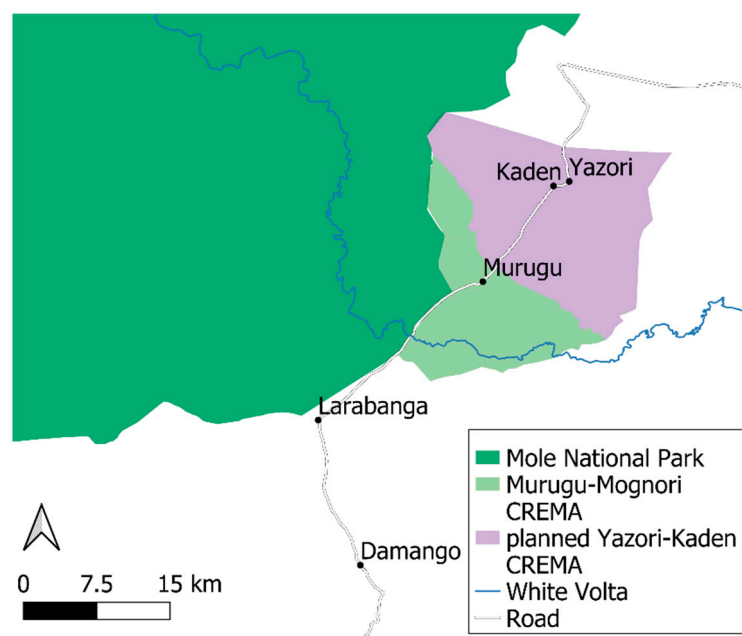 Kaden
Yazori
Murugu
Larabanga
Damango
0 7.5 15 km
Mole National Park
Murugu-Mognori
CREMA
planned Yazori-Kaden
CREMA
White Volta
Road